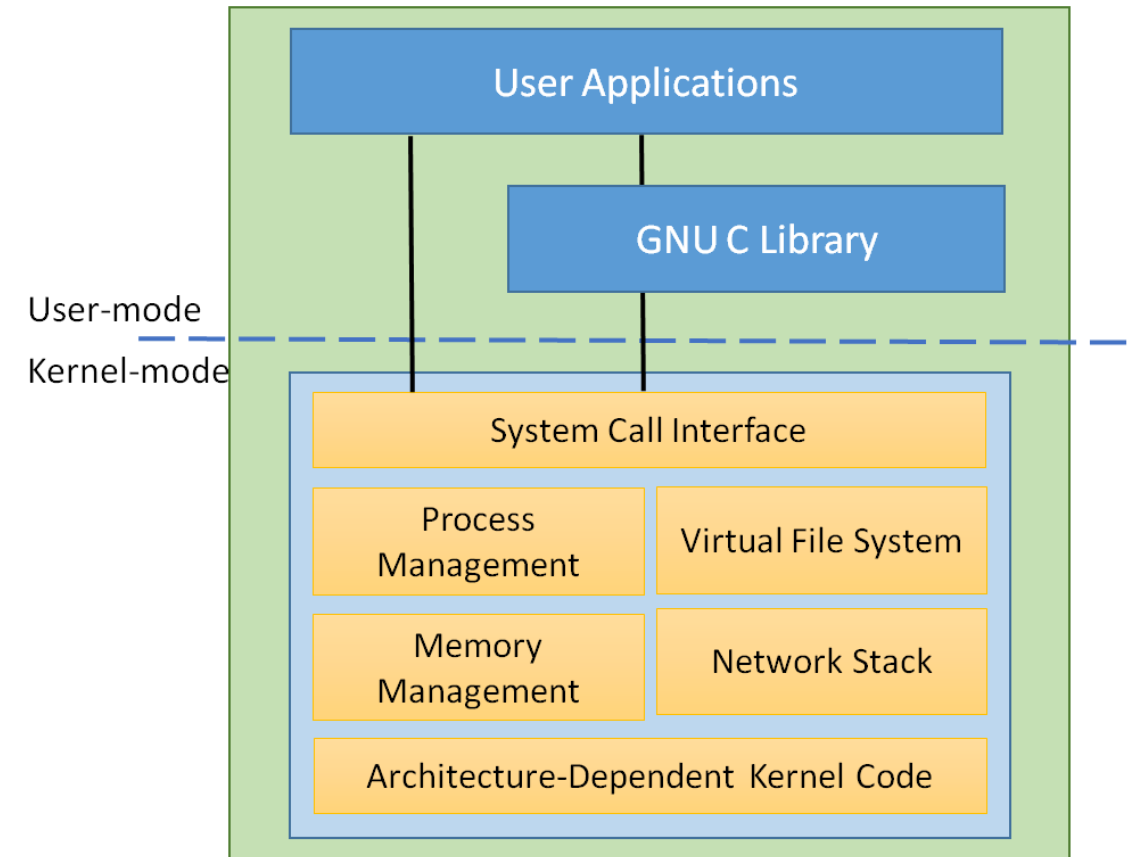 User Applications
GNU C Library
User-mode
Kernel-mode
System Call Interface
Process
Management
Virtual File System
Memory
Management
Network Stack
Architecture-Dependent Kernel Code